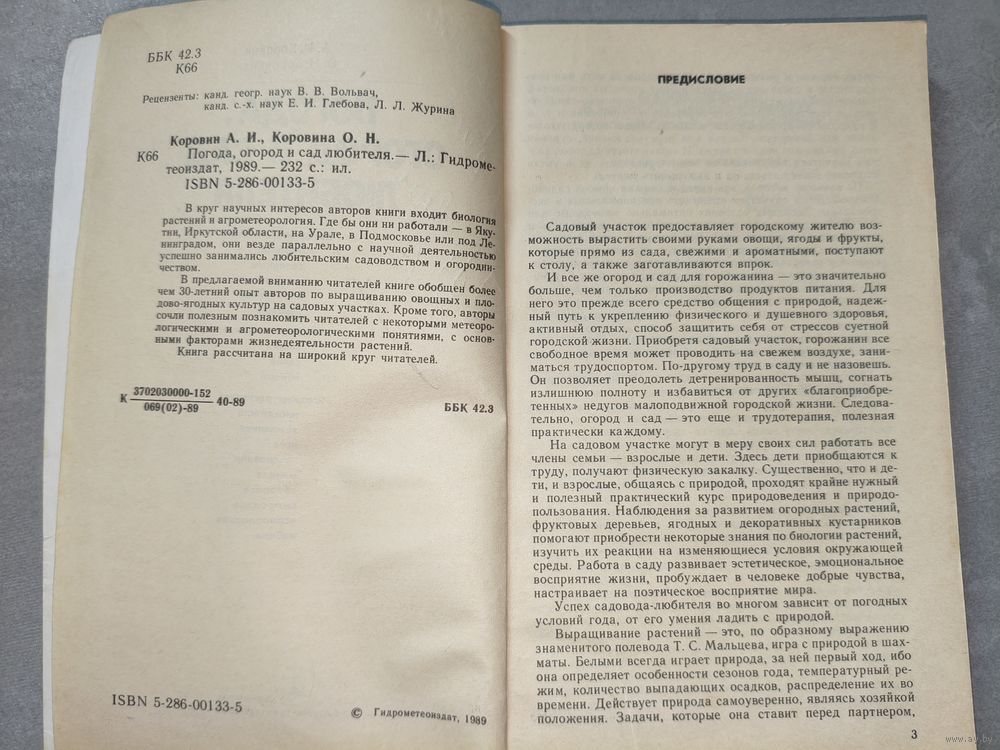 ББК 42.3
К66
Рецензенты: канд. геогр. наук В. В. Вольвач,
канд. с.-х. наук Е. И. Глебова, Л. Л. Журина
Коровин А. И., Коровина О. Н.
К66 Погода, огород и сад любителя.— Л.: Гидроме-
теоиздат, 1989.— 232 с.: ил.
ISBN 5-286-00133-5
В круг научных интересов авторов книги входит биология
растений и агрометеорология. Где бы они ни работали — в Яку-
тии, Иркутской области, на Урале, в Подмосковье или под Ле-
нинградом, они везде параллельно с научной деятельностью
успешно занимались любительским садоводством и огородни-
чеством.
В предлагаемой вниманию читателей книге обобщен более
чем 30-летний опыт авторов по выращиванию овощных и пло-
дово-ягодных культур на садовых участках. Кроме того, авторы
сочли полезным познакомить читателей с некоторыми метеоро-
логическими и агрометеорологическими понятиями, с основ-
ными факторами жизнедеятельности растений.
Книга рассчитана на широкий круг читателей.
К 3702030000-152
069(02)-89 40-89
ББК 42.3
ISBN 5-286-00133-5
© Гидрометеоиздат, 1989
ПРЕДИСЛОВИЕ
Садовый участок предоставляет городскому жителю воз-
можность вырастить своими руками овощи, ягоды и фрукты,
которые прямо из сада, свежими и ароматными, поступают
к столу, а также заготавливаются впрок.
И все же огород и сад для горожанина — это значительно
больше, чем только производство продуктов питания. Для
него это прежде всего средство общения с природой, надеж-
ный путь к укреплению физического и душевного здоровья,
активный отдых, способ защитить себя от стрессов суетной
городской жизни. Приобретя садовый участок, горожанин все
свободное время может проводить на свежем воздухе, зани-
маться трудоспортом. По-другому труд в саду и не назовешь.
Он позволяет преодолеть детренированность мышц, согнать
излишнюю полноту и избавиться от других «благоприобре-
тенных» недугов малоподвижной городской жизни. Следова-
тельно, огород и сад — это еще и трудотерапия, полезная
практически каждому.
На садовом участке могут в меру своих сил работать все
члены семьи — взрослые и дети. Здесь дети приобщаются к
труду, получают физическую закалку. Существенно, что и де-
ти, и взрослые, общаясь с природой, проходят крайне нужный
и полезный практический курс природоведения и природо-
пользования. Наблюдения за развитием огородных растений,
фруктовых деревьев, ягодных и декоративных кустарников
помогают приобрести некоторые знания по биологии растений,
изучить их реакции на изменяющиеся условия окружающей
среды. Работа в саду развивает эстетическое, эмоциональное
восприятие жизни, пробуждает в человеке добрые чувства,
настраивает на поэтическое восприятие мира.
Успех садовода-любителя во многом зависит от погодных
условий года, от его умения ладить с природой.
Выращивание растений — это, по образному выражению
знаменитого полевода Т. С. Мальцева, игра с природой в шах-
маты. Белыми всегда играет природа, за ней первый ход, ибо
она определяет особенности сезонов года, температурный ре-
жим, количество выпадающих осадков, распределение их во
времени. Действует природа самоуверенно, являясь хозяйкой
положения. Задачи, которые она ставит перед партнером,
3
www.ay.by